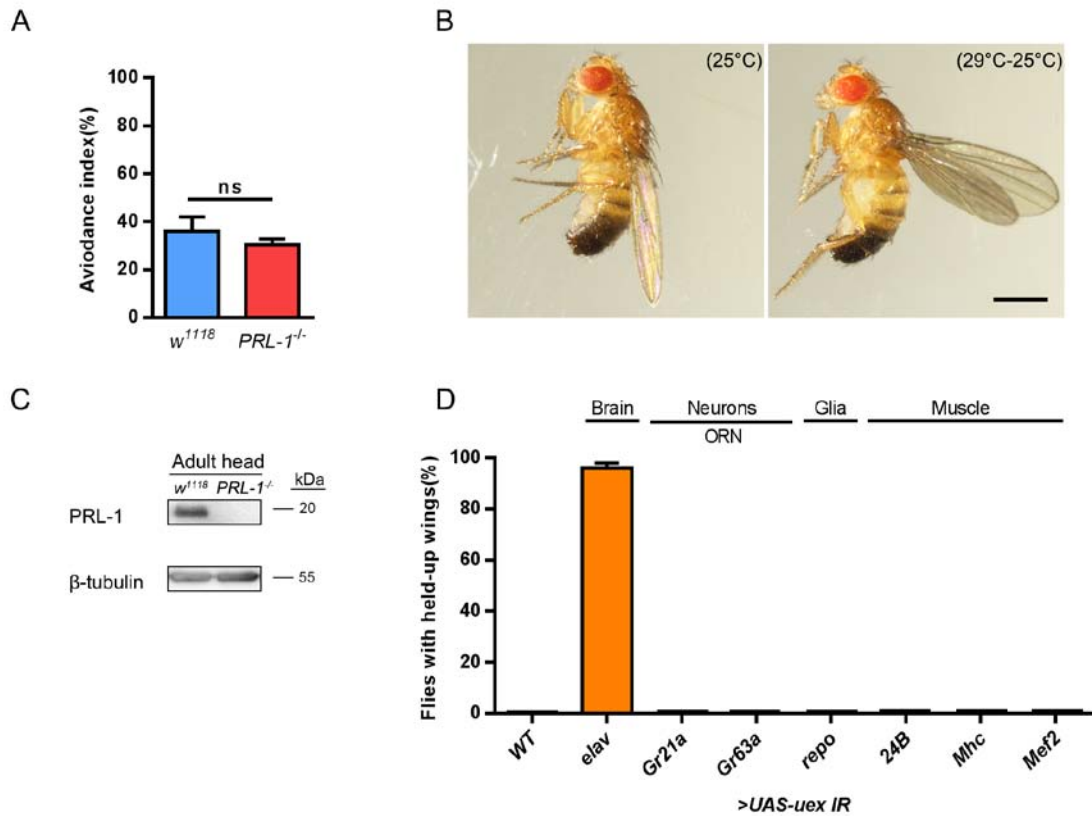 A
Aviodance index(%)
100
80
60
40
20
0
ns
w1118 PRL-1-/-
B
(25°C)
(29°C-25°C)
C
Adult head
w1118 PRL-1-/- kDa
PRL-1 20
β-tubulin 55
D
Brain Neurons Glia Muscle
ORN
Flies with held-up wings(%)
100
80
60
40
20
0
WT elav Gr21a Gr63a repo 24B Mhc Mef2
>UAS-uex IR